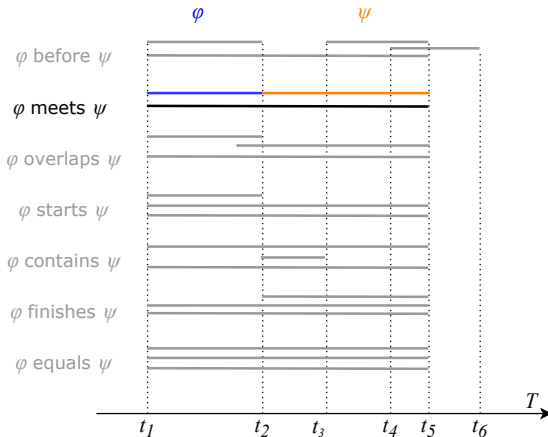 φ ψ
φ before ψ
φ meets ψ
φ overlaps ψ
φ starts ψ
φ contains ψ
φ finishes ψ
φ equals ψ
T
t1 t2 t3 t4 t5 t6